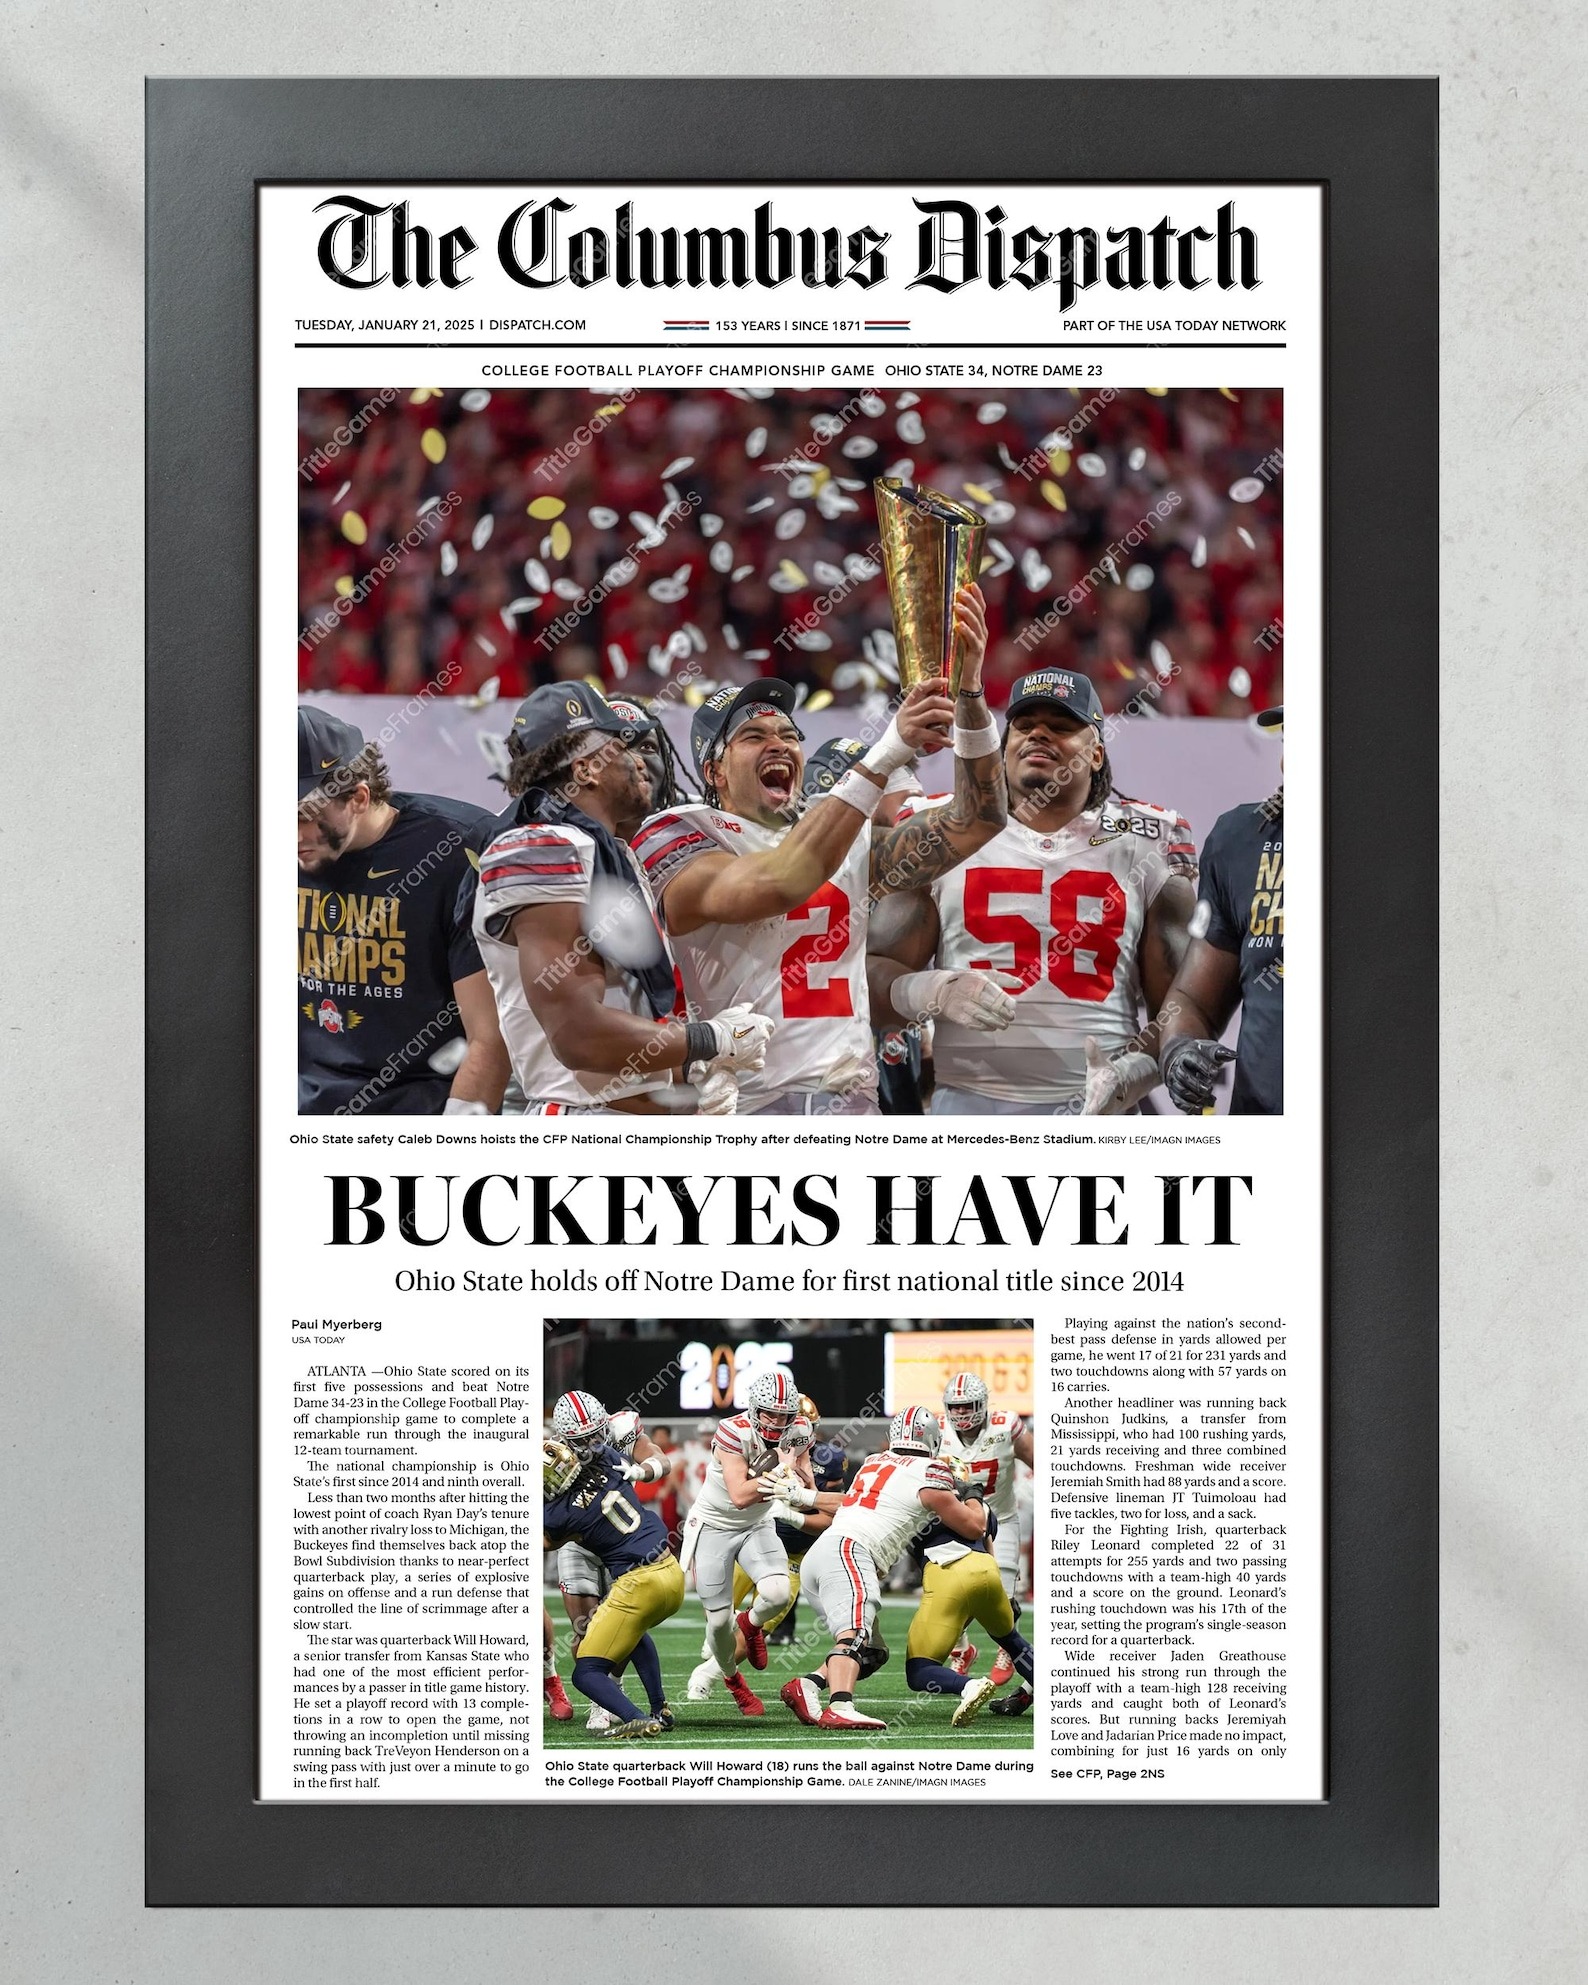 The Columbus Dispatch
TUESDAY, JANUARY 21, 2025 | DISPATCH.COM
153 YEARS | SINCE 1871
PART OF THE USA TODAY NETWORK
COLLEGE FOOTBALL PLAYOFF CHAMPIONSHIP GAME OHIO STATE 34, NOTRE DAME 23
NATIONAL
CHAMPS
B1G
2025
2
58
TIONAL
AMPS
FOR THE AGES
TitleGameFrames
Ohio State safety Caleb Downs hoists the CFP National Championship Trophy after defeating Notre Dame at Mercedes-Benz Stadium. KIRBY LEE/IMAGN IMAGES
BUCKEYES HAVE IT
Ohio State holds off Notre Dame for first national title since 2014
Paul Myerberg
USA TODAY
ATLANTA —Ohio State scored on its
first five possessions and beat Notre
Dame 34-23 in the College Football Play-
off championship game to complete a
remarkable run through the inaugural
12-team tournament.
The national championship is Ohio
State's first since 2014 and ninth overall.
Less than two months after hitting the
lowest point of coach Ryan Day's tenure
with another rivalry loss to Michigan, the
Buckeyes find themselves back atop the
Bowl Subdivision thanks to near-perfect
quarterback play, a series of explosive
gains on offense and a run defense that
controlled the line of scrimmage after a
slow start.
The star was quarterback Will Howard,
a senior transfer from Kansas State who
had one of the most efficient perfor-
mances by a passer in title game history.
He set a playoff record with 13 comple-
tions in a row to open the game, not
throwing an incompletion until missing
running back TreVeyon Henderson on a
swing pass with just over a minute to go
in the first half.
2025
0
51
Ohio State quarterback Will Howard (18) runs the ball against Notre Dame during
the College Football Playoff Championship Game. DALE ZANINE/IMAGN IMAGES
Playing against the nation's second-
best pass defense in yards allowed per
game, he went 17 of 21 for 231 yards and
two touchdowns along with 57 yards on
16 carries.
Another headliner was running back
Quinshon Judkins, a transfer from
Mississippi, who had 100 rushing yards,
21 yards receiving and three combined
touchdowns. Freshman wide receiver
Jeremiah Smith had 88 yards and a score.
Defensive lineman JT Tuimoloau had
five tackles, two for loss, and a sack.
For the Fighting Irish, quarterback
Riley Leonard completed 22 of 31
attempts for 255 yards and two passing
touchdowns with a team-high 40 yards
and a score on the ground. Leonard's
rushing touchdown was his 17th of the
year, setting the program's single-season
record for a quarterback.
Wide receiver Jaden Greathouse
continued his strong run through the
playoff with a team-high 128 receiving
yards and caught both of Leonard's
scores. But running backs Jeremiyah
Love and Jadarian Price made no impact,
combining for just 16 yards on only
See CFP, Page 2NS